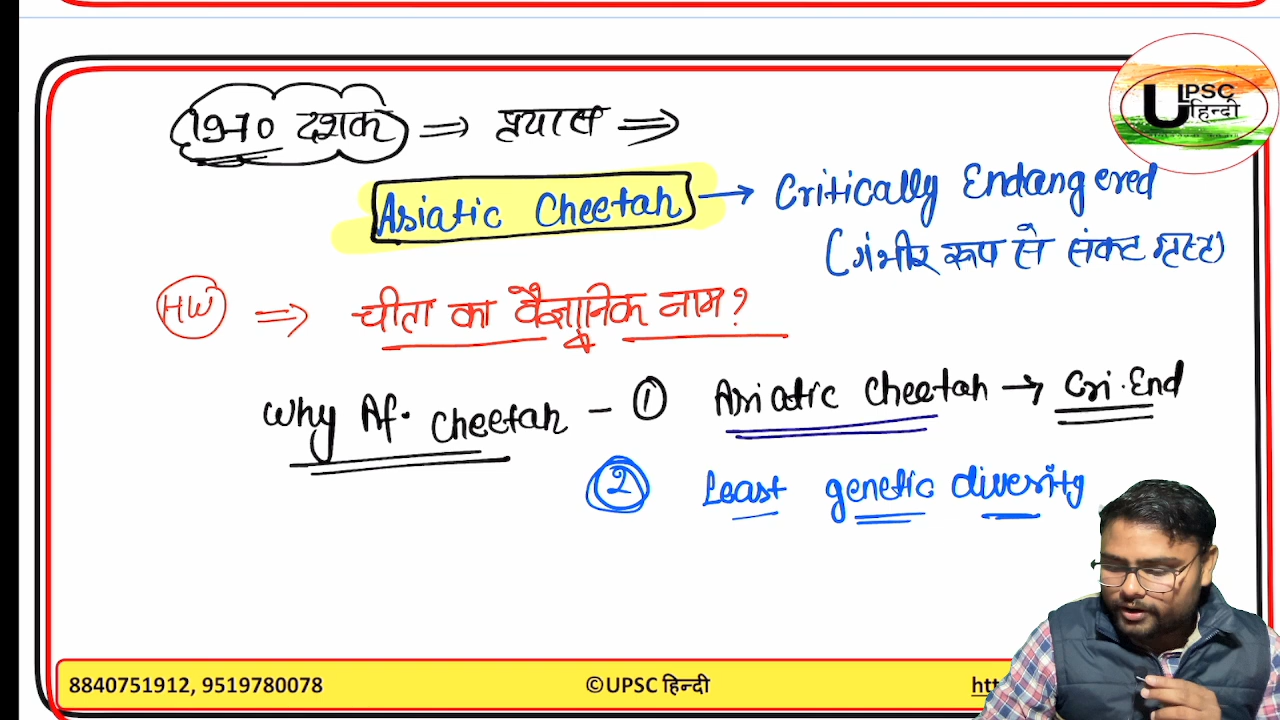 UPSC हिन्दी
1970 दशक ⇒ प्रयास ⇒
Asiatic Cheetah → Critically Endangered
(गंभीर रूप से संकट ग्रस्त)
HW ⇒ चीता का वैज्ञानिक नाम?
Why Af. Cheetah - ① Asiatic Cheetah → Cri. End
② Least genetic diversity
8840751912, 9519780078 ©UPSC हिन्दी